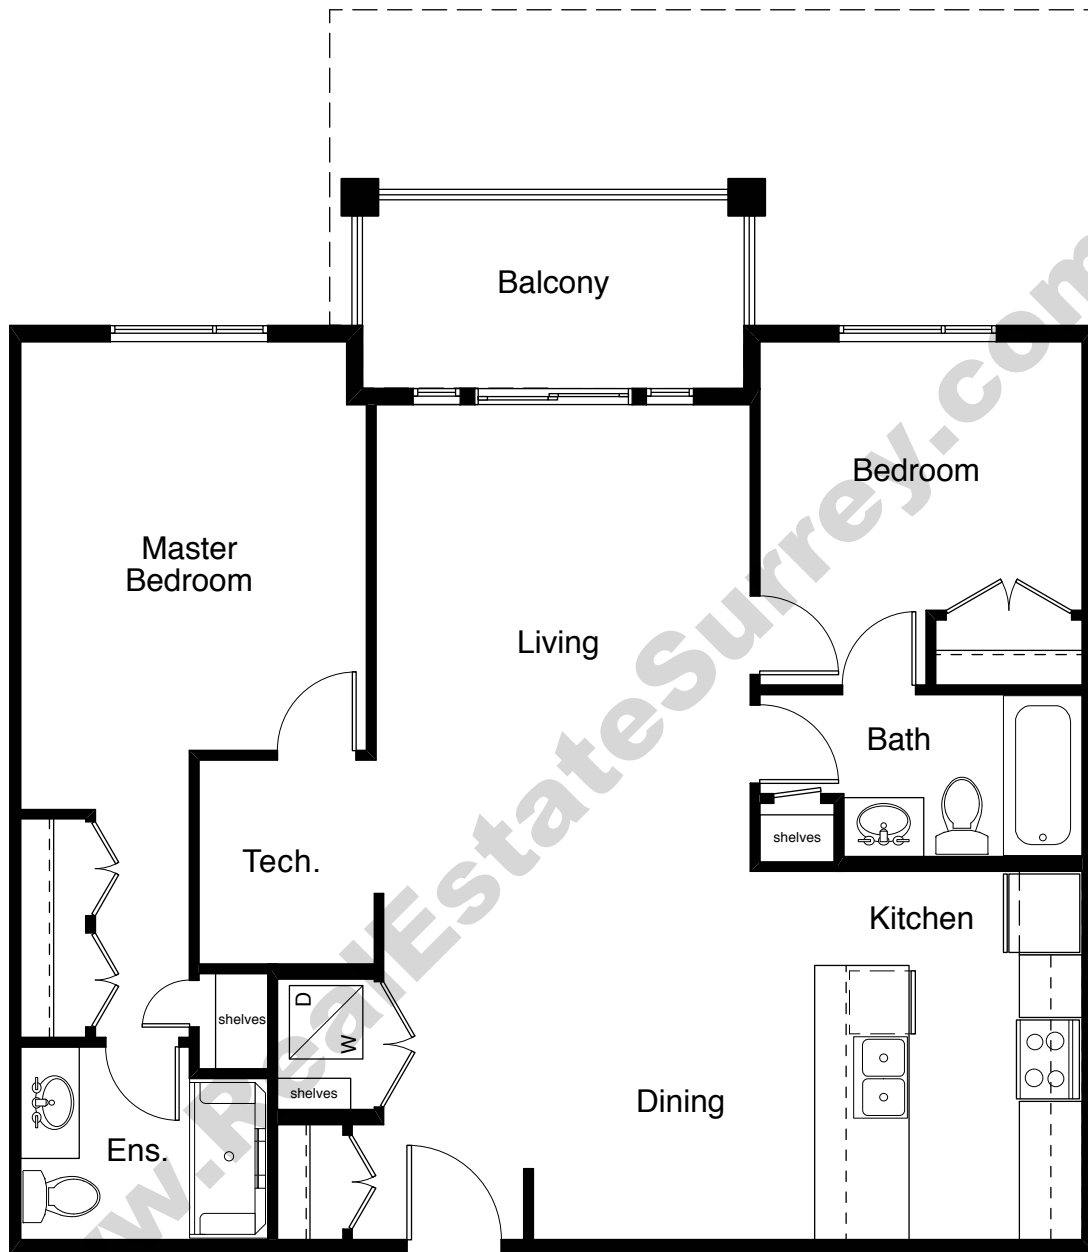 Balcony
Bedroom
Master
Bedroom
Living
Bath
shelves
Tech.
Kitchen
D
W
shelves
shelves
Dining
Ens.
www.RealEstateSurrey.com